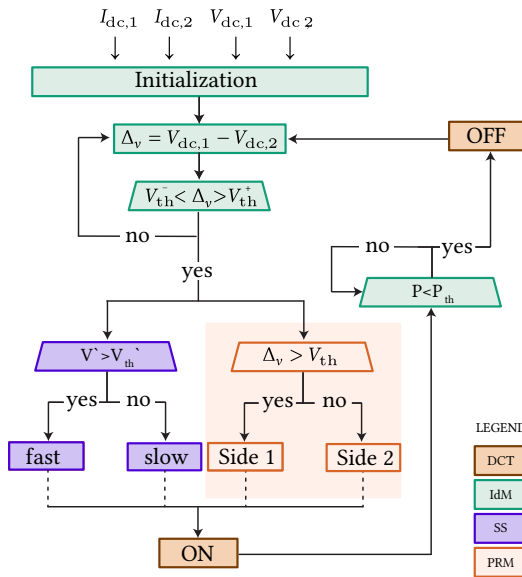 I_dc,1 I_dc,2 V_dc,1 V_dc 2
Initialization
Δ_v = V_dc,1 − V_dc,2
OFF
V_th^- < Δ_v > V_th^+
no
no
yes
yes
P<P_th
V`>V_th`
Δ_v > V_th
yes
no
yes
no
fast
slow
Side 1
Side 2
LEGEND
DCT
IdM
SS
PRM
ON